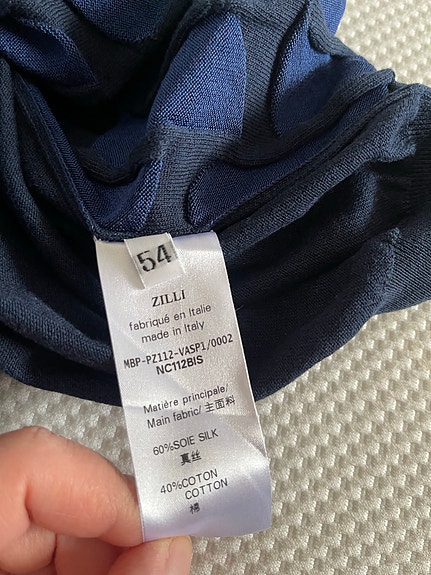 54
ZILLI
fabriqué en Italie
made in Italy
MBP-PZ112-VASP1/0002
NC112BIS
Matière principale/
Main fabric/ 主面料
60%SOIE SILK
真丝
40%COTON
COTTON
棉